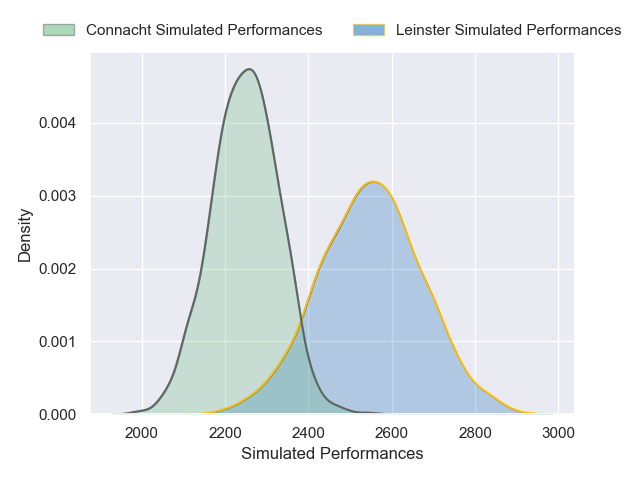 Connacht Simulated Performances Leinster Simulated Performances
0.004
0.003
0.002
0.001
0.000
Density
2000 2200 2400 2600 2800 3000
Simulated Performances